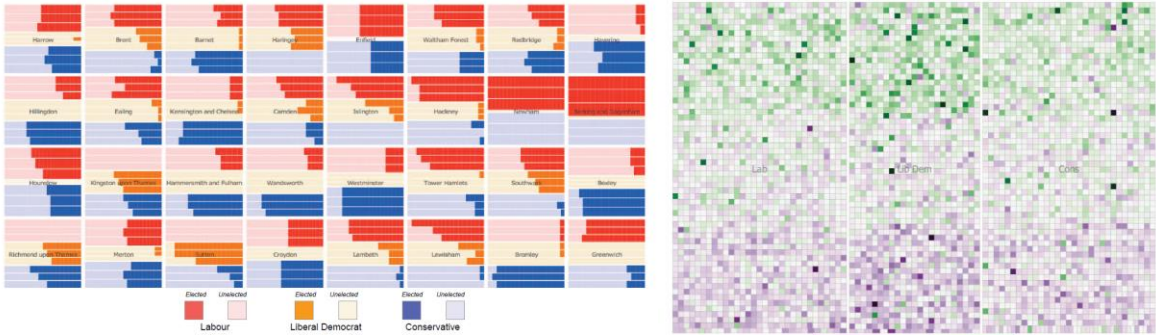 Harrow Brent Barnet Haringey Enfield Waltham Forest Redbridge Havering
Hillingdon Ealing Kensington and Chelsea Camden Islington Hackney Newham Barking and Dagenham
Hounslow Kingston upon Thames Hammersmith and Fulham Wandsworth Westminster Tower Hamlets Southwark Bexley
Richmond upon Thames Merton Sutton Croydon Lambeth Lewisham Bromley Greenwich
Elected Unelected Elected Unelected Elected Unelected
Labour Liberal Democrat Conservative
Lab Lib Dem Cons